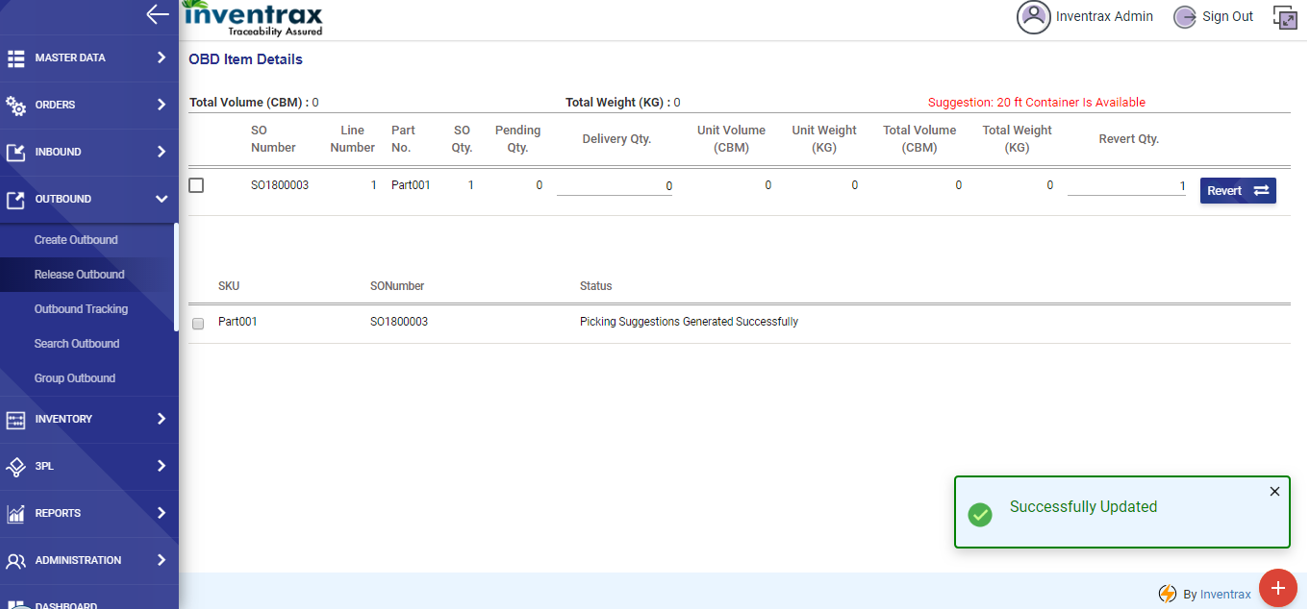 inventrax
Traceability Assured
Inventrax Admin
Sign Out
MASTER DATA
ORDERS
INBOUND
OUTBOUND
Create Outbound
Release Outbound
Outbound Tracking
Search Outbound
Group Outbound
INVENTORY
3PL
REPORTS
ADMINISTRATION
DASHBOARD
OBD Item Details
Total Volume (CBM) : 0 Total Weight (KG) : 0 Suggestion: 20 ft Container Is Available
SO Number Line Number Part No. SO Qty. Pending Qty. Delivery Qty. Unit Volume (CBM) Unit Weight (KG) Total Volume (CBM) Total Weight (KG) Revert Qty.
SO1800003 1 Part001 1 0 0 0 0 0 0 1 Revert
SKU SONumber Status
Part001 SO1800003 Picking Suggestions Generated Successfully
Successfully Updated
By Inventrax